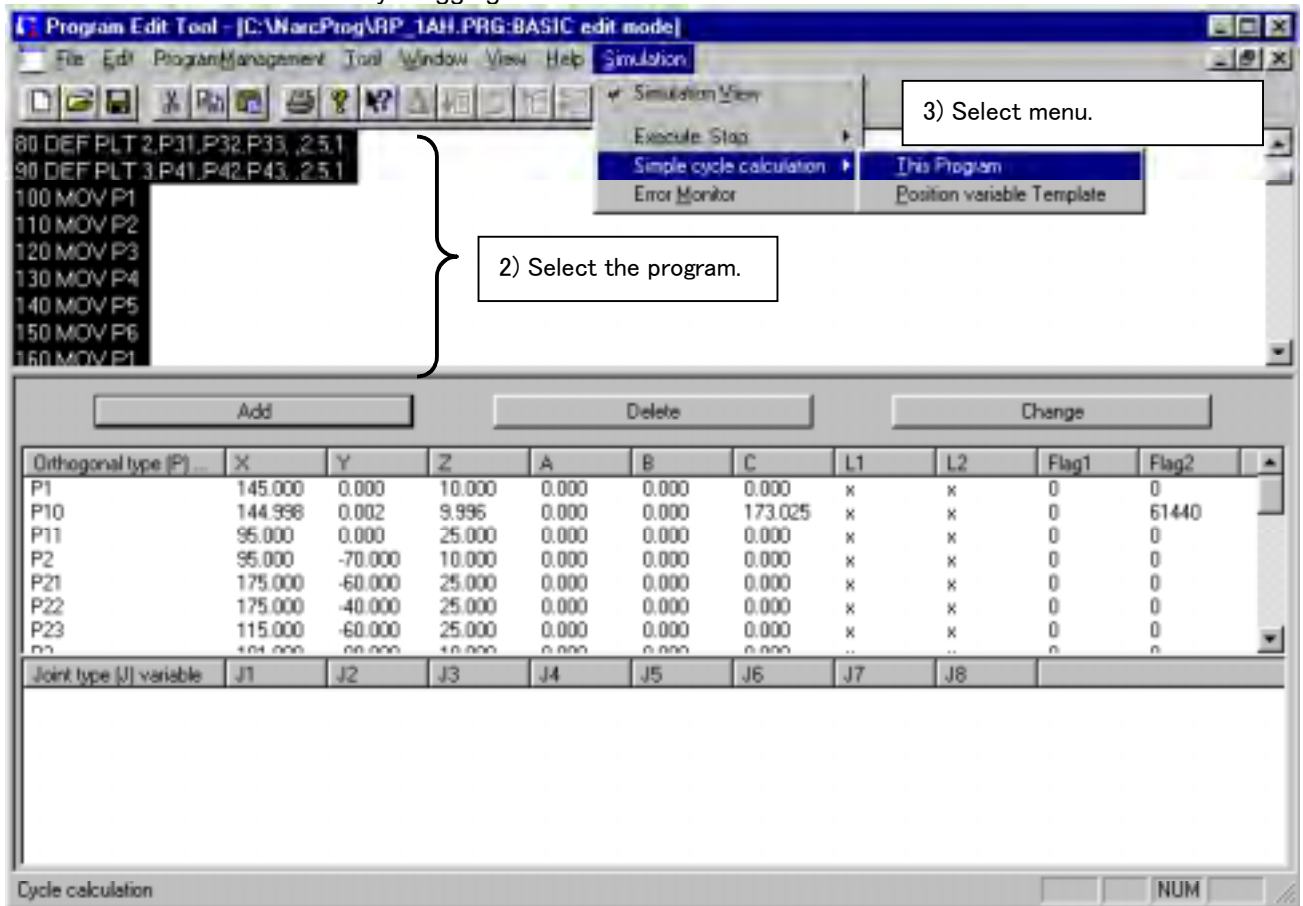 Program Edit Tool - [C:\NarcProg\RP_1AH.PRG:BASIC edit mode]
File Edit ProgramManagement Tool Window View Help Simulation
Simulation View
3) Select menu.
Execute. Stop
80 DEF PLT 2,P31,P32,P33, ,2,5,1
90 DEF PLT 3,P41,P42,P43, ,2,5,1
Simple cycle calculation This Program
100 MOV P1
Error Monitor Position variable Template
110 MOV P2
120 MOV P3
2) Select the program.
130 MOV P4
140 MOV P5
150 MOV P6
160 MOV P1
Add Delete Change
Orthogonal type (P) ... X Y Z A B C L1 L2 Flag1 Flag2
P1 145.000 0.000 10.000 0.000 0.000 0.000 x x 0 0
P10 144.998 0.002 9.996 0.000 0.000 173.025 x x 0 61440
P11 95.000 0.000 25.000 0.000 0.000 0.000 x x 0 0
P2 95.000 -70.000 10.000 0.000 0.000 0.000 x x 0 0
P21 175.000 -60.000 25.000 0.000 0.000 0.000 x x 0 0
P22 175.000 -40.000 25.000 0.000 0.000 0.000 x x 0 0
P23 115.000 -60.000 25.000 0.000 0.000 0.000 x x 0 0
Joint type (J) variable J1 J2 J3 J4 J5 J6 J7 J8
Cycle calculation NUM